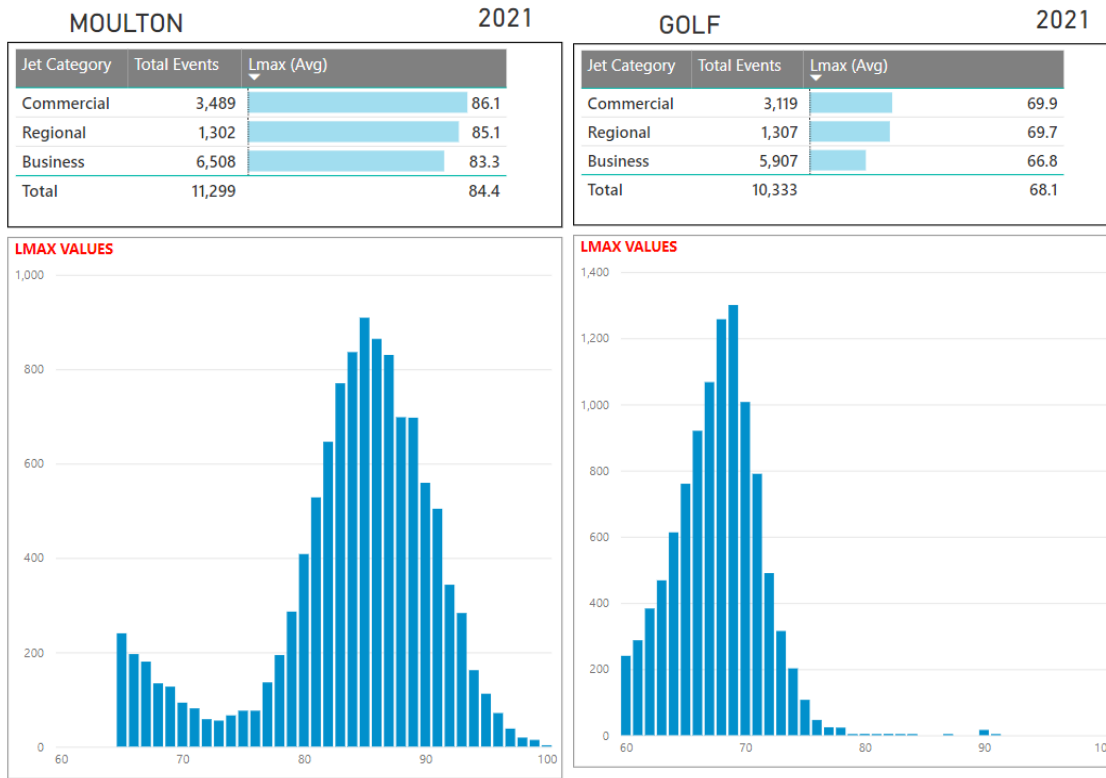 MOULTON 2021
Jet Category Total Events Lmax (Avg)
Commercial 3,489 86.1
Regional 1,302 85.1
Business 6,508 83.3
Total 11,299 84.4
LMAX VALUES
1,000
800
600
400
200
0
60 70 80 90 100
GOLF 2021
Jet Category Total Events Lmax (Avg)
Commercial 3,119 69.9
Regional 1,307 69.7
Business 5,907 66.8
Total 10,333 68.1
LMAX VALUES
1,400
1,200
1,000
800
600
400
200
0
60 70 80 90